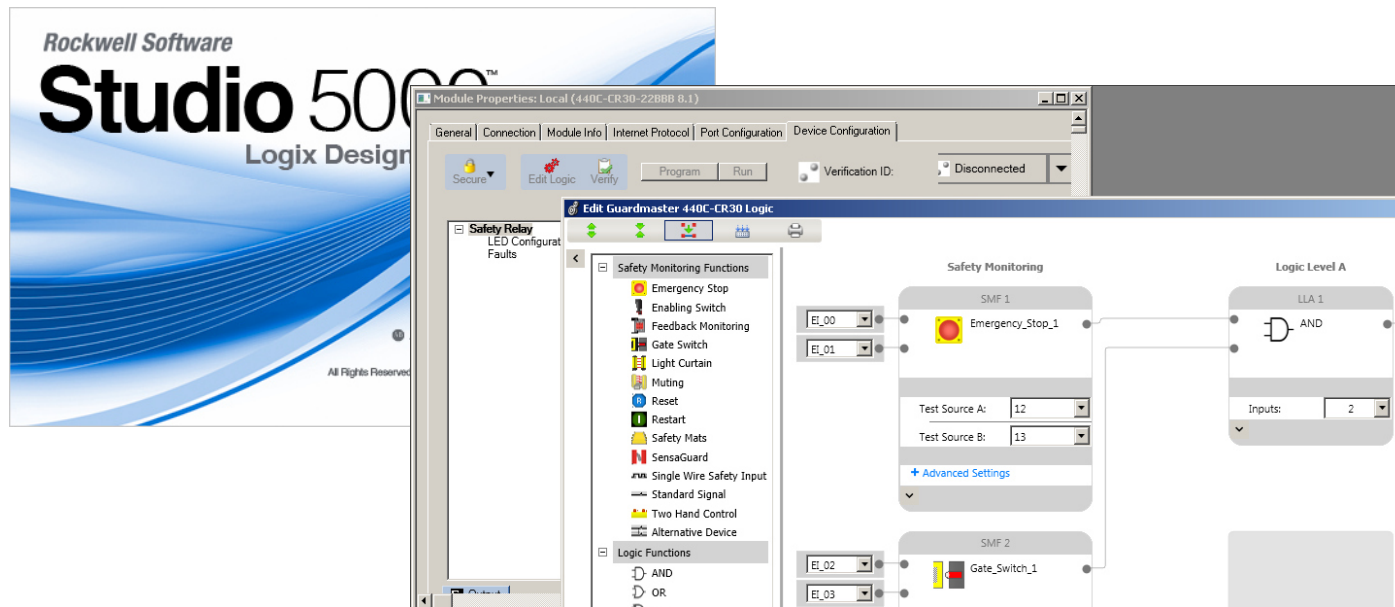 Rockwell Software
Studio 5000™
Logix Design
All Rights Reserved
Module Properties: Local (440C-CR30-22BBB 8.1)
General Connection Module Info Internet Protocol Port Configuration Device Configuration
Secure Edit Logic Verify Program Run Verification ID: Disconnected
Safety Relay
LED Configurat
Faults
Output
Edit Guardmaster 440C-CR30 Logic
Safety Monitoring Functions
Emergency Stop
Enabling Switch
Feedback Monitoring
Gate Switch
Light Curtain
Muting
Reset
Restart
Safety Mats
SensaGuard
Single Wire Safety Input
Standard Signal
Two Hand Control
Alternative Device
Logic Functions
AND
OR
Safety Monitoring
SMF 1
EI_00
EI_01
Emergency_Stop_1
Test Source A: 12
Test Source B: 13
+ Advanced Settings
SMF 2
EI_02
EI_03
Gate_Switch_1
Logic Level A
LLA 1
AND
Inputs: 2